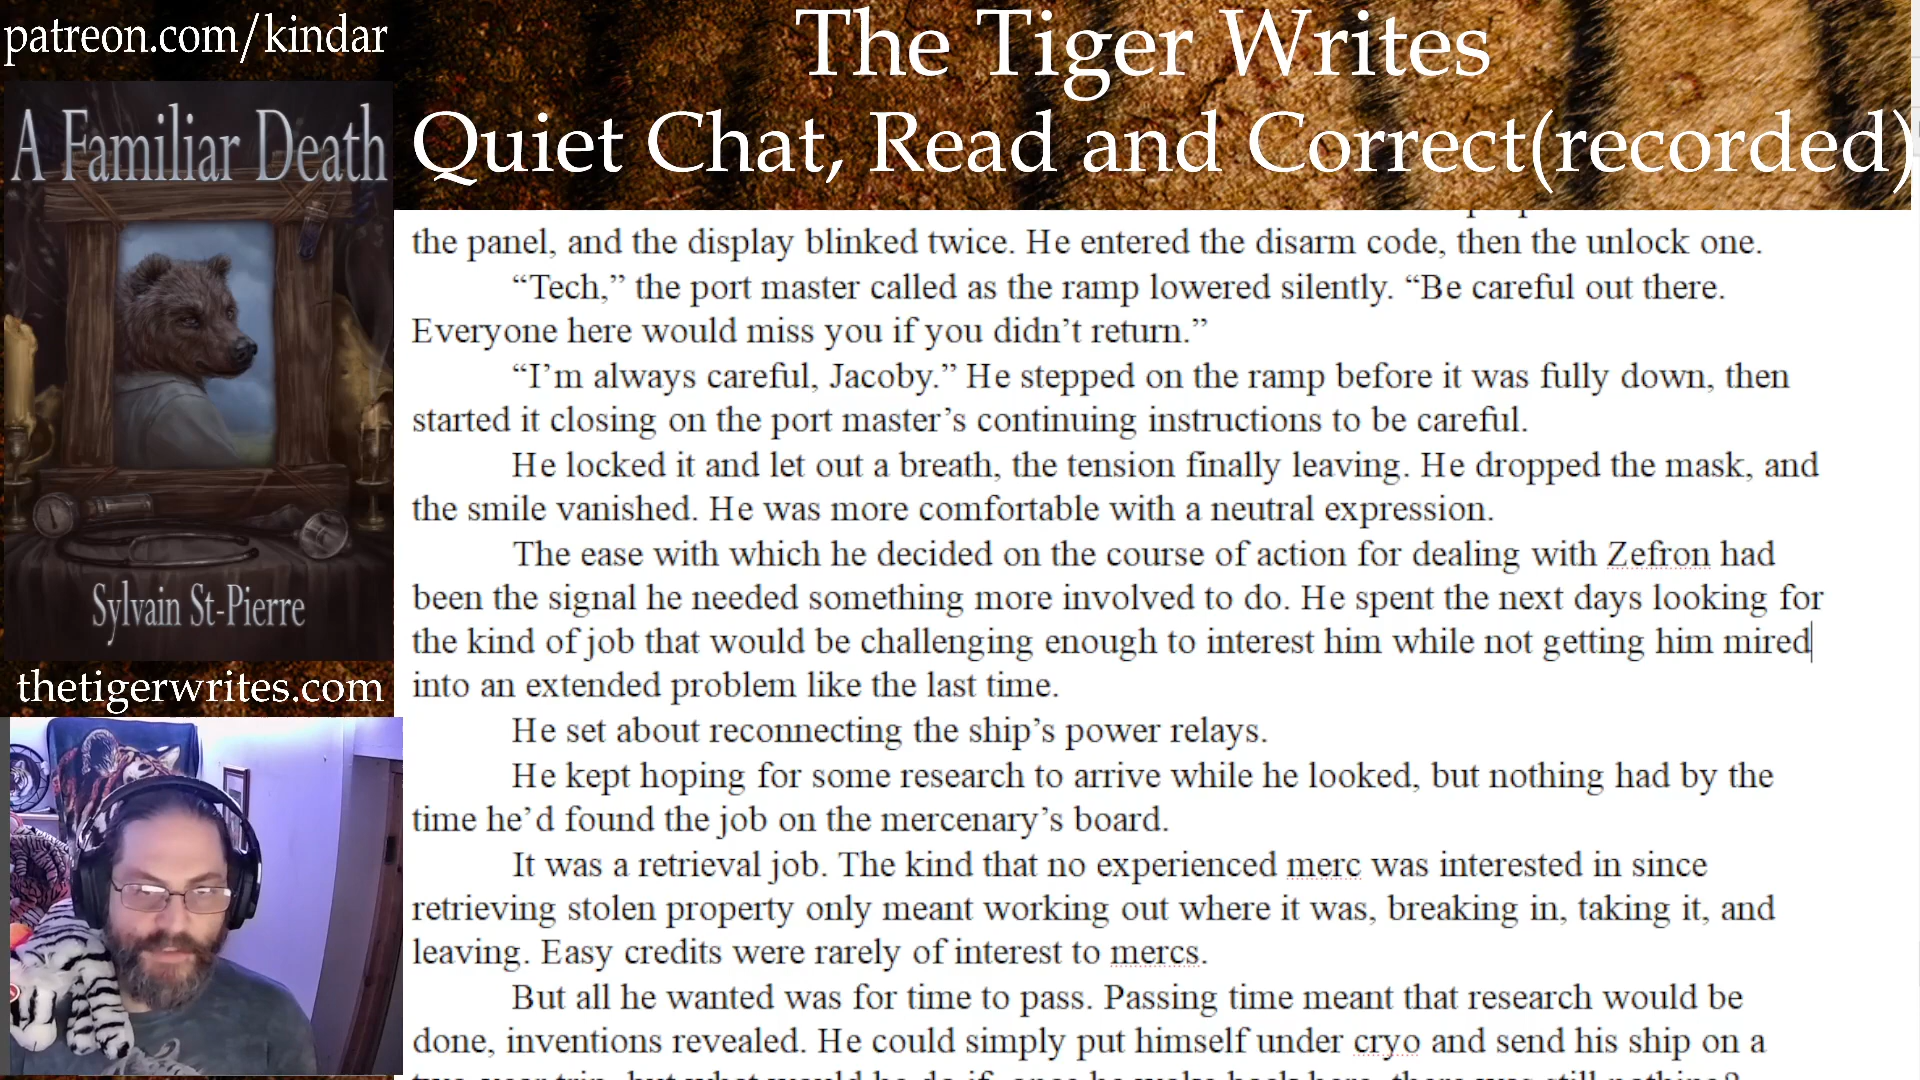 patreon.com/kindar
A Familiar Death
Sylvain St-Pierre
thetigerwrites.com
The Tiger Writes
Quiet Chat, Read and Correct(recorded)
the panel, and the display blinked twice. He entered the disarm code, then the unlock one.
“Tech,” the port master called as the ramp lowered silently. “Be careful out there.
Everyone here would miss you if you didn’t return.”
“I’m always careful, Jacoby.” He stepped on the ramp before it was fully down, then
started it closing on the port master’s continuing instructions to be careful.
He locked it and let out a breath, the tension finally leaving. He dropped the mask, and
the smile vanished. He was more comfortable with a neutral expression.
The ease with which he decided on the course of action for dealing with Zefron had
been the signal he needed something more involved to do. He spent the next days looking for
the kind of job that would be challenging enough to interest him while not getting him mired
into an extended problem like the last time.
He set about reconnecting the ship’s power relays.
He kept hoping for some research to arrive while he looked, but nothing had by the
time he’d found the job on the mercenary’s board.
It was a retrieval job. The kind that no experienced merc was interested in since
retrieving stolen property only meant working out where it was, breaking in, taking it, and
leaving. Easy credits were rarely of interest to mercs.
But all he wanted was for time to pass. Passing time meant that research would be
done, inventions revealed. He could simply put himself under cryo and send his ship on a